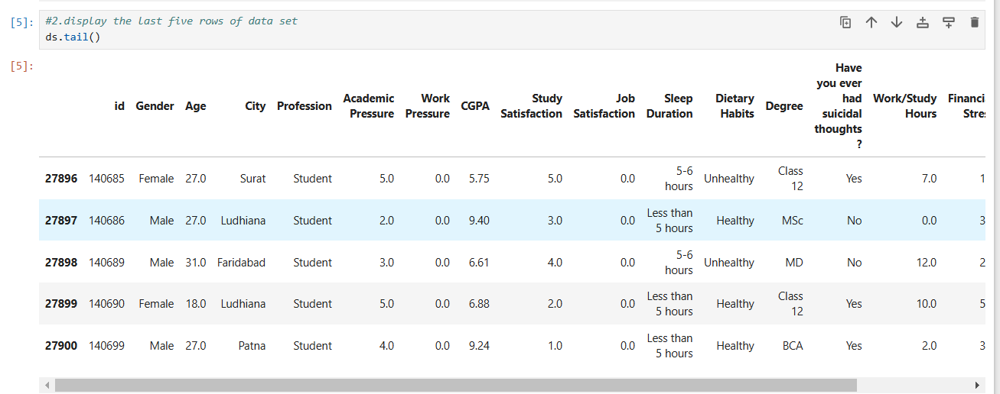 [5]: #2.display the last five rows of data set
ds.tail()
[5]:
id Gender Age City Profession Academic Pressure Work Pressure CGPA Study Satisfaction Job Satisfaction Sleep Duration Dietary Habits Degree Have you ever had suicidal thoughts ? Work/Study Hours Financi Stre
27896 140685 Female 27.0 Surat Student 5.0 0.0 5.75 5.0 0.0 5-6 hours Unhealthy Class 12 Yes 7.0 1
27897 140686 Male 27.0 Ludhiana Student 2.0 0.0 9.40 3.0 0.0 Less than 5 hours Healthy MSc No 0.0 3
27898 140689 Male 31.0 Faridabad Student 3.0 0.0 6.61 4.0 0.0 5-6 hours Unhealthy MD No 12.0 2
27899 140690 Female 18.0 Ludhiana Student 5.0 0.0 6.88 2.0 0.0 Less than 5 hours Healthy Class 12 Yes 10.0 5
27900 140699 Male 27.0 Patna Student 4.0 0.0 9.24 1.0 0.0 Less than 5 hours Healthy BCA Yes 2.0 3